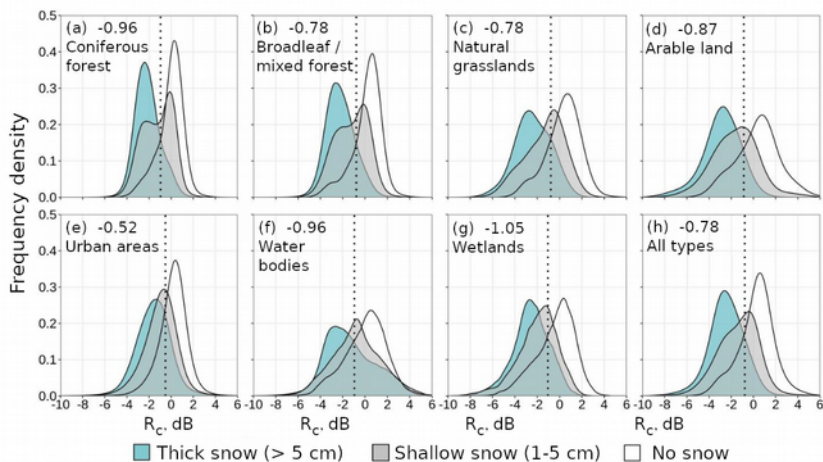 (a) -0.96
Coniferous
forest
(b) -0.78
Broadleaf /
mixed forest
(c) -0.78
Natural
grasslands
(d) -0.87
Arable land
0.5
0.4
0.3
0.2
0.1
0.0
Frequency density
(e) -0.52
Urban areas
(f) -0.96
Water
bodies
(g) -1.05
Wetlands
(h) -0.78
All types
0.5
0.4
0.3
0.2
0.1
0.0
-10 -8 -6 -4 -2 0 2 4 6
-8 -6 -4 -2 0 2 4 6
-10 -8 -6 -4 -2 0 2 4 6
-10 -8 -6 -4 -2 0 2 4 6
Rc, dB
Rc, dB
Rc, dB
Rc, dB
Thick snow (> 5 cm)
Shallow snow (1-5 cm)
No snow